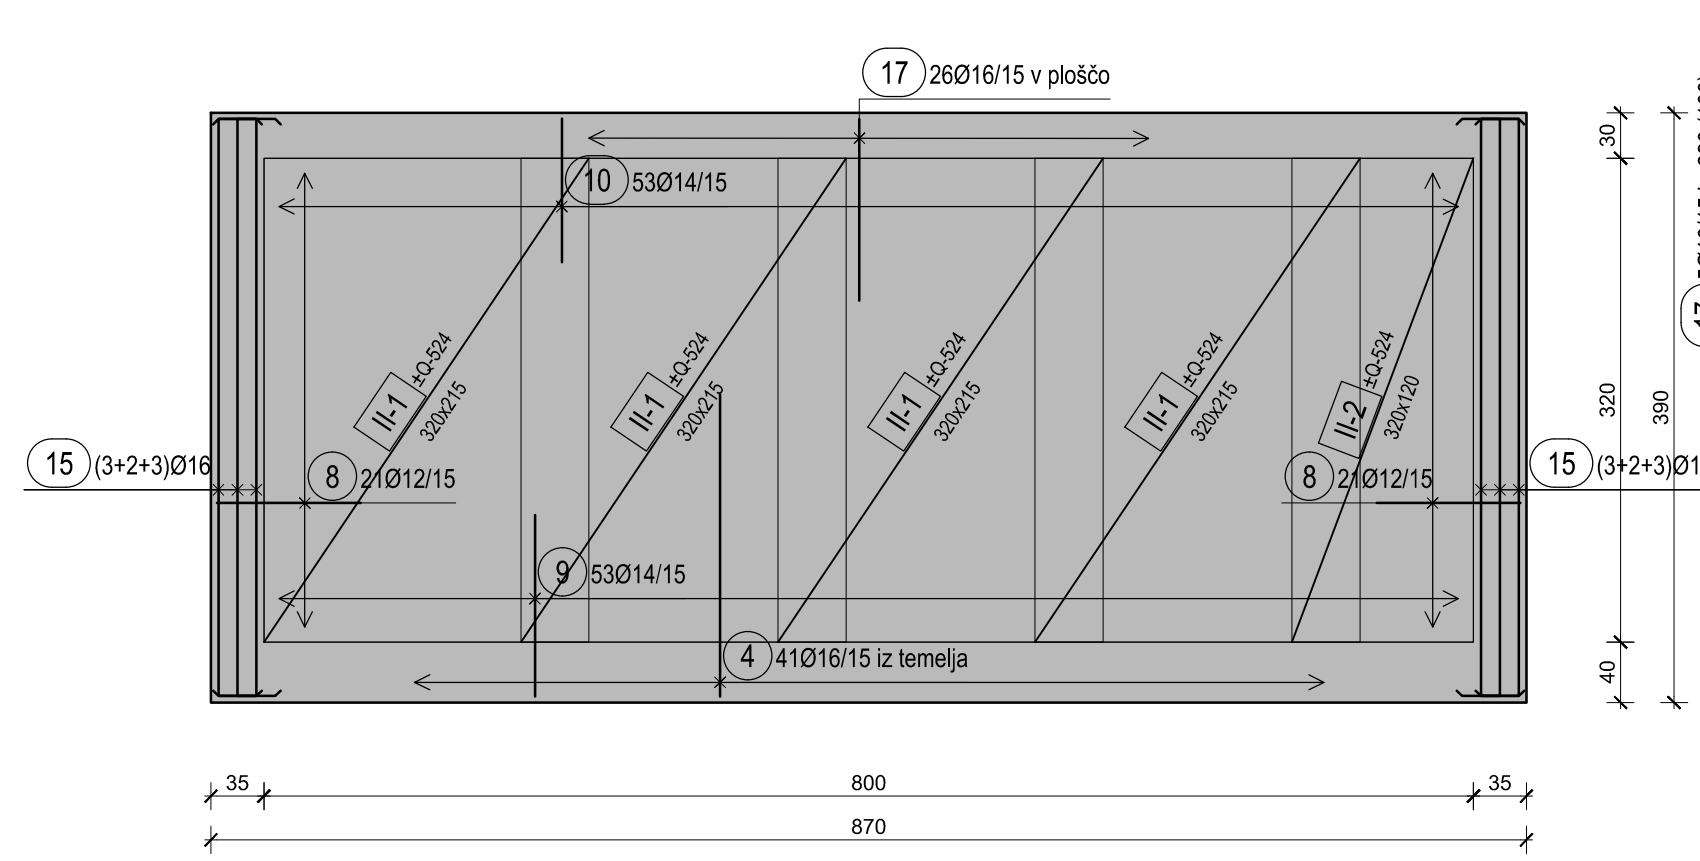 17 26Ø16/15 v ploščo
30
10 53Ø14/15
II-1 ±Q-524
320x215
II-1 ±Q-524
320x215
II-1 ±Q-524
320x215
II-1 ±Q-524
320x215
II-2 ±Q-524
320x120
320
390
17
15 (3+2+3)Ø16
8 21Ø12/15
8 21Ø12/15
15 (3+2+3)Ø1
9 53Ø14/15
4 41Ø16/15 iz temelja
40
35
800
35
870